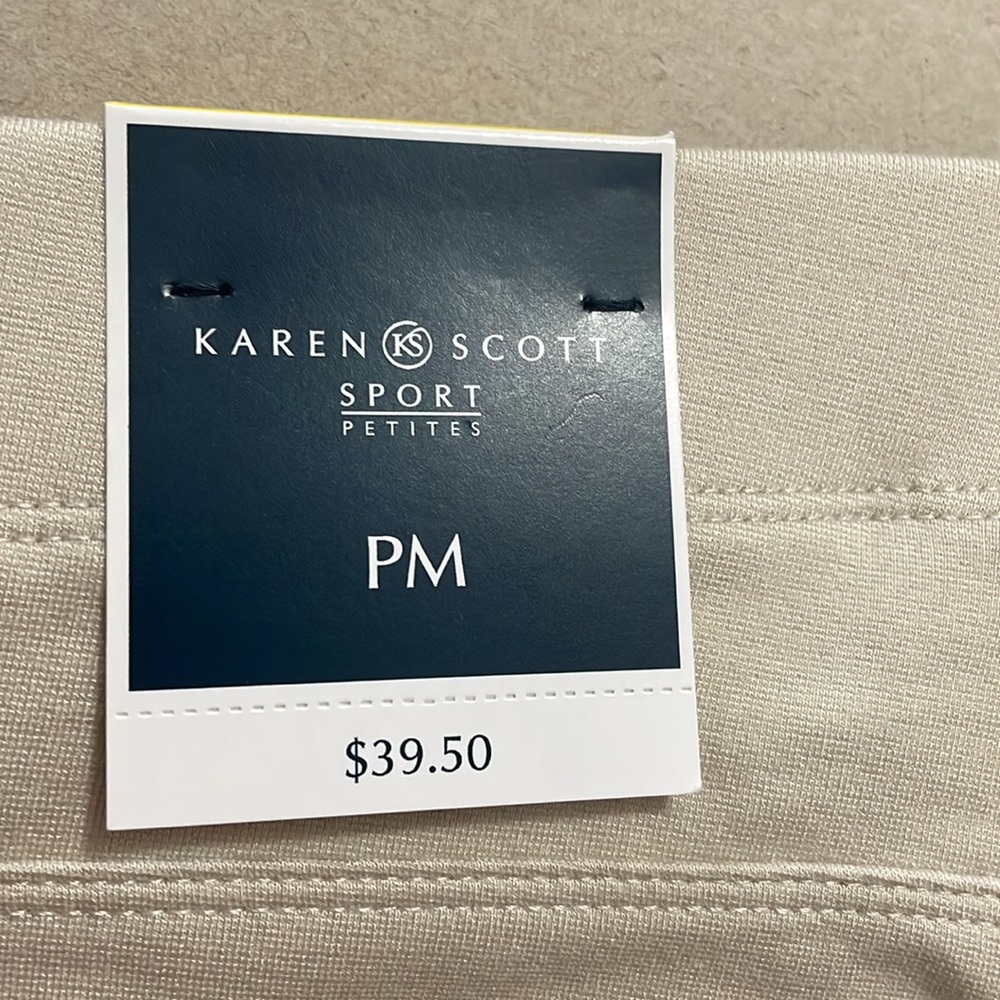 KAREN KS SCOTT
SPORT
PETITES
PM
$39.50